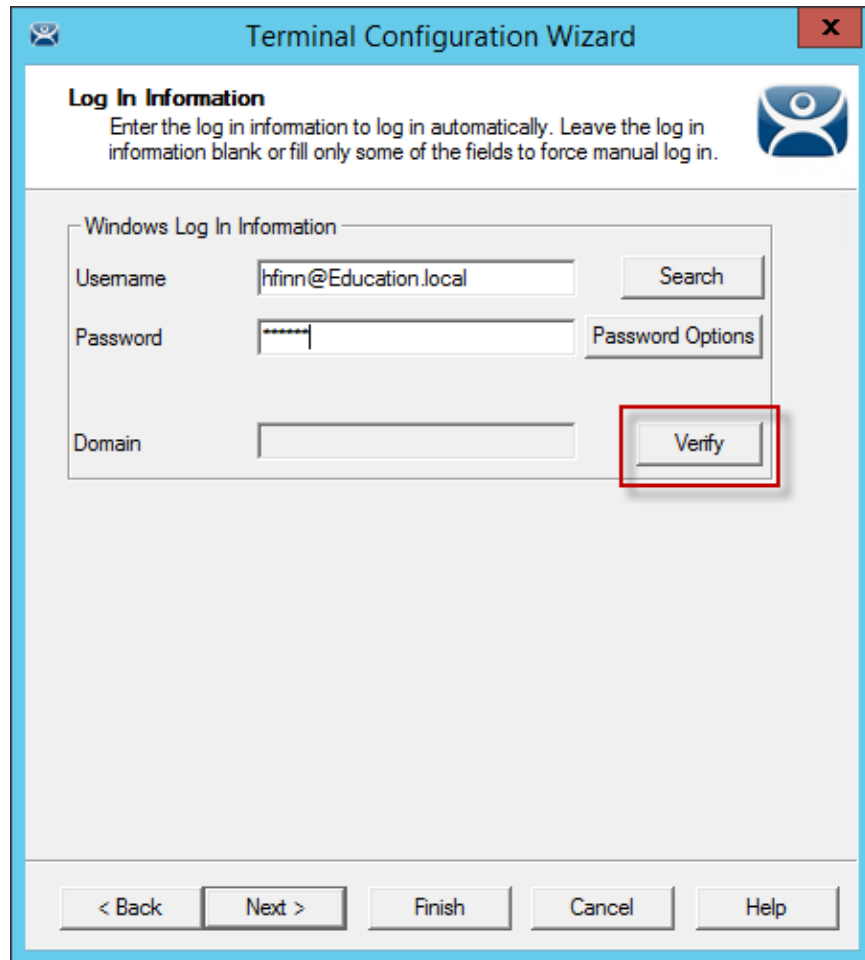 Terminal Configuration Wizard
x
Log In Information
Enter the log in information to log in automatically. Leave the log in
information blank or fill only some of the fields to force manual log in.
Windows Log In Information
Username hfinn@Education.local Search
Password ****** Password Options
Domain Verify
< Back Next > Finish Cancel Help